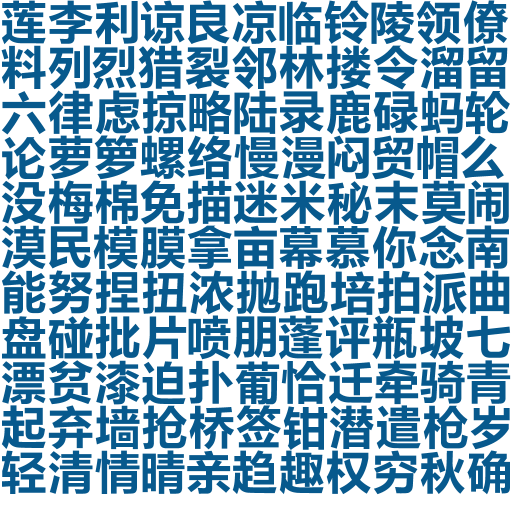 莲李利谅良凉临铃陵领僚
料列烈猎裂邻林搂令溜留
六律虑掠略陆录鹿碌蚂轮
论萝箩螺络慢漫闷贸帽么
没梅棉免描迷米秘末莫闹
漠民模膜拿亩幕慕你念南
能努捏扭浓抛跑培拍派曲
盘碰批片喷朋蓬评瓶坡七
漂贫漆迫扑葡恰迁牵骑青
起弃墙抢桥签钳潜遣枪岁
轻清情晴亲趋趣权穷秋确